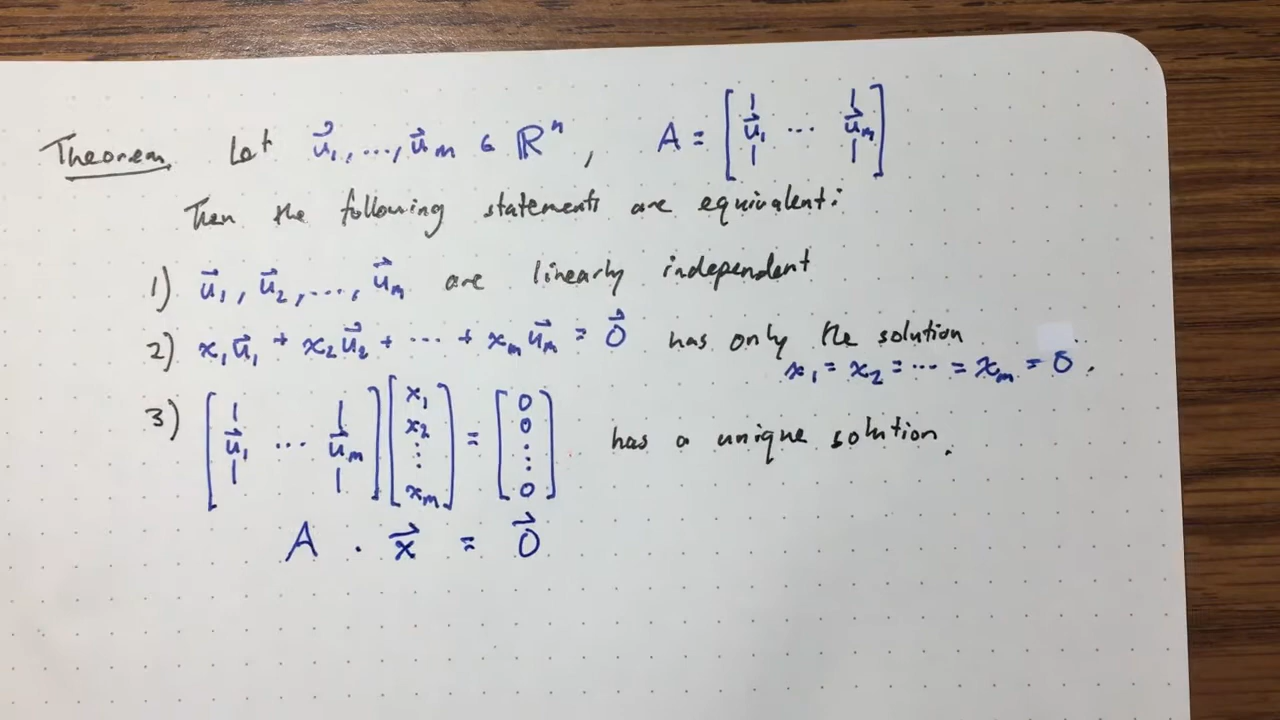 Theorem Let u⃗₁, ..., u⃗ₘ ∈ ℝⁿ, A = [u⃗₁ ... u⃗ₘ]
Then the following statements are equivalent:
1) u⃗₁, u⃗₂, ..., u⃗ₘ are linearly independent
2) x₁u⃗₁ + x₂u⃗₂ + ... + xₘu⃗ₘ = 0⃗ has only the solution
x₁ = x₂ = ... = xₘ = 0.
3) [u⃗₁ ... u⃗ₘ] [x₁ x₂ ⋮ xₘ] = [0 0 ⋮ 0] has a unique solution.
A · x⃗ = 0⃗